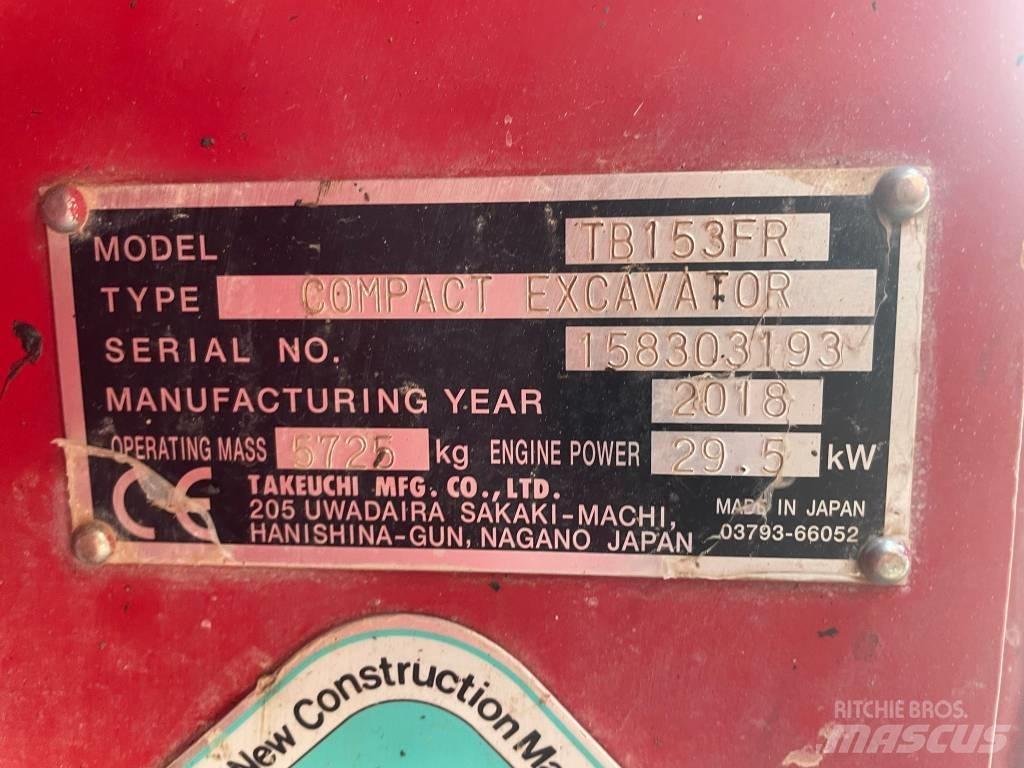 MODEL TB153FR
TYPE COMPACT EXCAVATOR
SERIAL NO. 158303193
MANUFACTURING YEAR 2018
OPERATING MASS 5725 kg ENGINE POWER 29.5 kW
CE TAKEUCHI MFG. CO., LTD.
205 UWADAIRA SAKAKI-MACHI, MADE IN JAPAN
HANISHINA-GUN, NAGANO JAPAN 03793-66052
New Construction Ma
RITCHIE BROS.
MASCUS